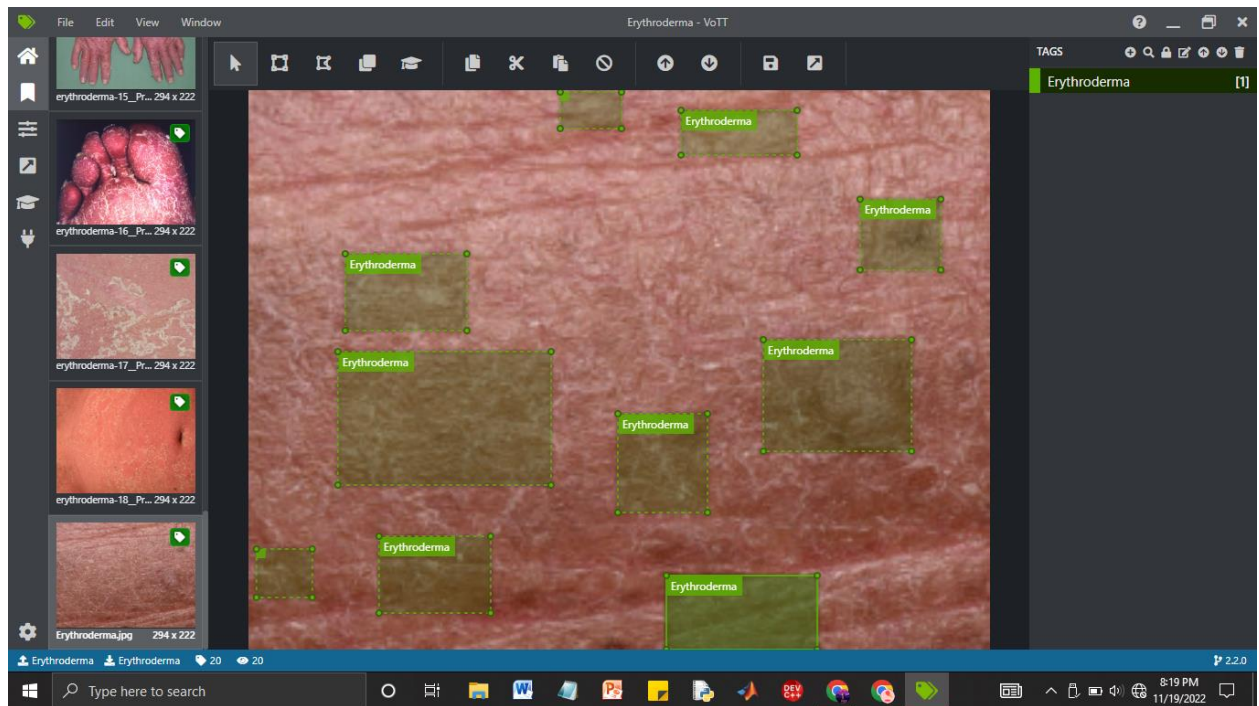 File Edit View Window
Erythroderma - VoTT
TAGS
Erythroderma [1]
erythroderma-15_Pr... 294 x 222
erythroderma-16_Pr... 294 x 222
erythroderma-17_Pr... 294 x 222
erythroderma-18_Pr... 294 x 222
Erythroderma.jpg 294 x 222
Erythroderma
Erythroderma
Erythroderma
Erythroderma
Erythroderma
Erythroderma
Erythroderma
Erythroderma
Erythroderma Erythroderma 20 20
2.2.0
Type here to search
W
P
DEV C++
8:19 PM
11/19/2022